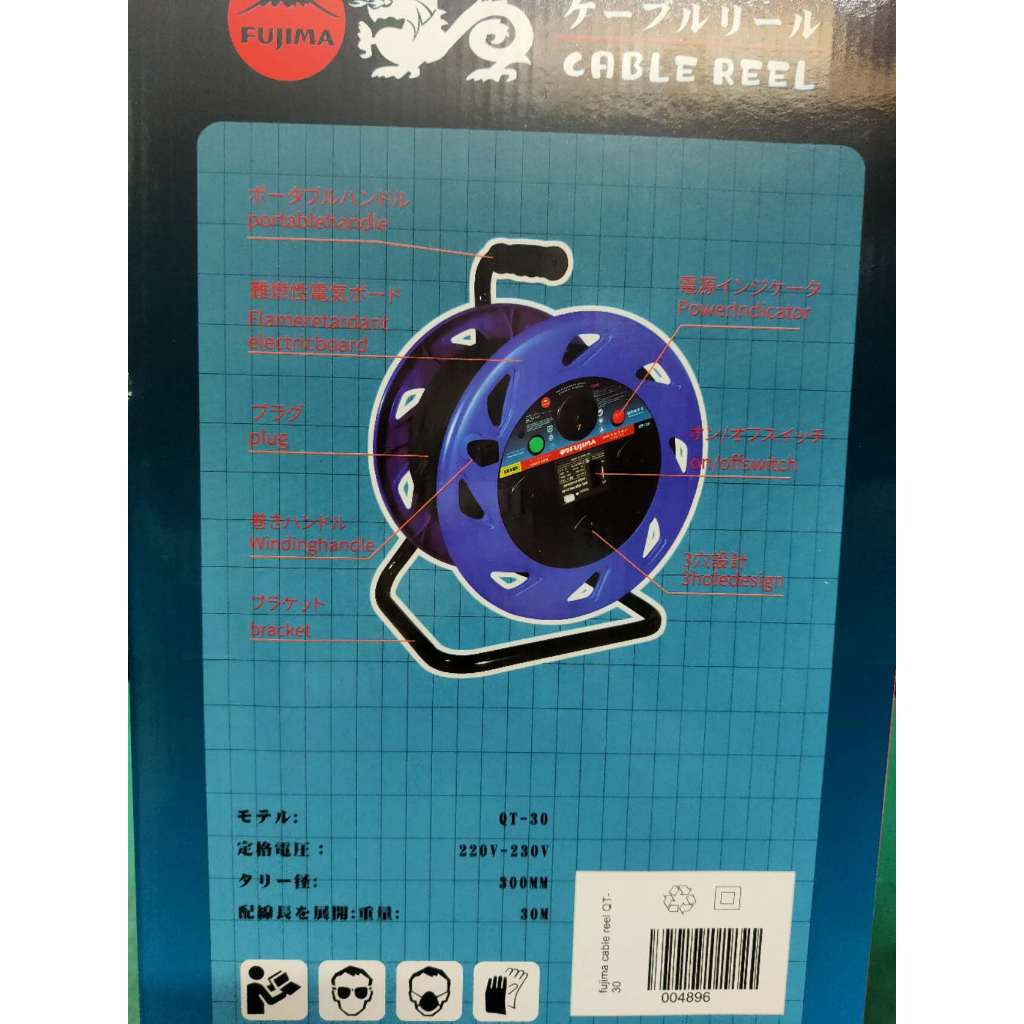 FUJIMA
ケーブルリール
CABLE REEL
ポータブルハンドル
portablehandle
難燃性電気ボード
Flameretardant
electricboard
プラグ
plug
巻きハンドル
Windinghandle
ブラケット
bracket
電源インジケータ
PowerIndicator
オン/オフスイッチ
on/offswitch
3穴設計
3holedesign
モテル: QT-30
定格電圧: 220V-230V
タリー径: 300MM
配線長を展開:重量: 30M
fujima cable reel QT-
30
004896